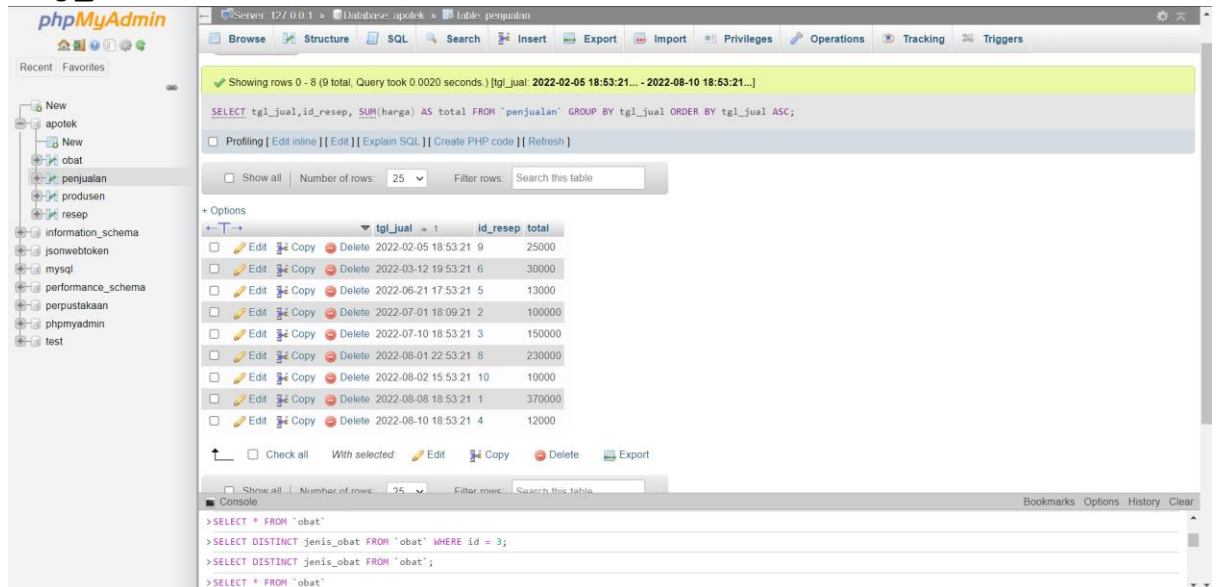 phpMyAdmin
Recent Favorites
New
apotek
New
obat
penjualan
produsen
resep
information_schema
jsonwebtoken
mysql
performance_schema
perpustakaan
phpmyadmin
test
Server: 127.0.0.1 » Database: apotek » Table: penjualan
Browse Structure SQL Search Insert Export Import Privileges Operations Tracking Triggers
Showing rows 0 - 8 (9 total, Query took 0.0020 seconds.) [tgl_jual: 2022-02-05 18:53:21... - 2022-08-10 18:53:21...]
SELECT tgl_jual,id_resep, SUM(harga) AS total FROM `penjualan` GROUP BY tgl_jual ORDER BY tgl_jual ASC;
Profiling [ Edit inline ] [ Edit ] [ Explain SQL ] [ Create PHP code ] [ Refresh ]
Show all | Number of rows: 25 Filter rows: Search this table
+ Options
←T→ tgl_jual 1 id_resep total
Edit Copy Delete 2022-02-05 18:53:21 9 25000
Edit Copy Delete 2022-03-12 19:53:21 6 30000
Edit Copy Delete 2022-06-21 17:53:21 5 13000
Edit Copy Delete 2022-07-01 18:09:21 2 100000
Edit Copy Delete 2022-07-10 18:53:21 3 150000
Edit Copy Delete 2022-08-01 22:53:21 8 230000
Edit Copy Delete 2022-08-02 15:53:21 10 10000
Edit Copy Delete 2022-08-08 18:53:21 1 370000
Edit Copy Delete 2022-08-10 18:53:21 4 12000
Check all With selected: Edit Copy Delete Export
Show all | Number of rows: 25 Filter rows: Search this table
Console Bookmarks Options History Clear
>SELECT * FROM `obat`
>SELECT DISTINCT jenis_obat FROM `obat` WHERE id = 3;
>SELECT DISTINCT jenis_obat FROM `obat`;
>SELECT * FROM `obat`